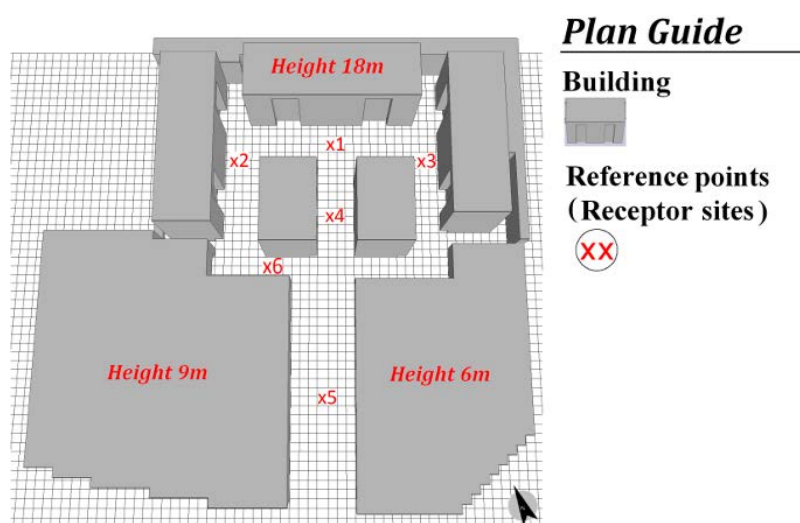 Plan Guide
Height 18m
Building
x1
x2
x3
Reference points
(Receptor sites)
x4
xx
x6
Height 9m
Height 6m
x5